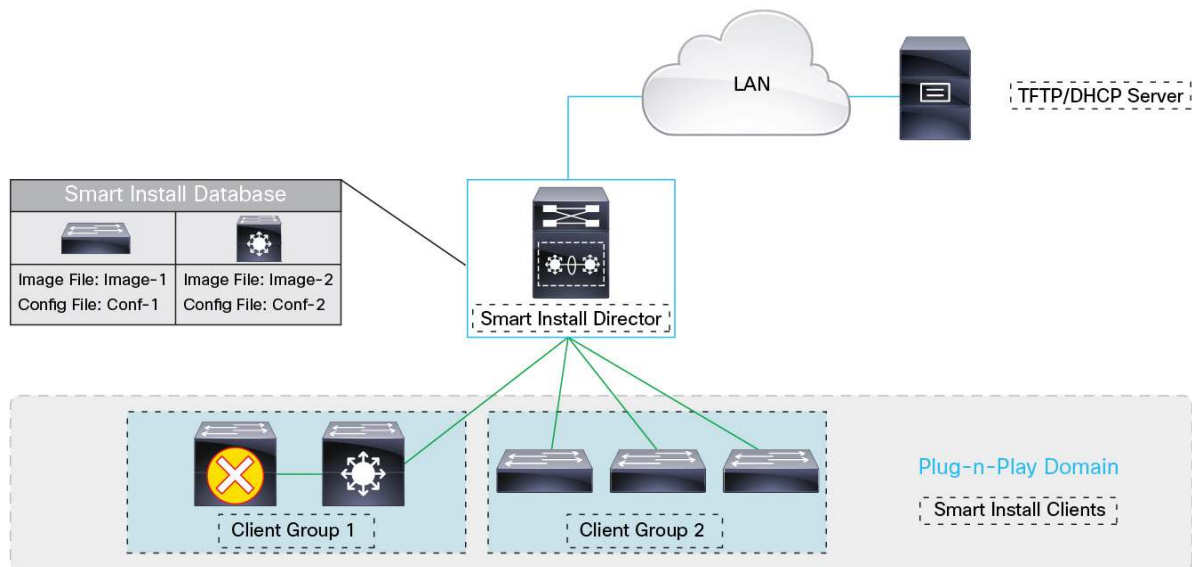 LAN
TFTP/DHCP Server
Smart Install Database
Image File: Image-1
Config File: Conf-1
Image File: Image-2
Config File: Conf-2
Smart Install Director
Client Group 1
Client Group 2
Plug-n-Play Domain
Smart Install Clients